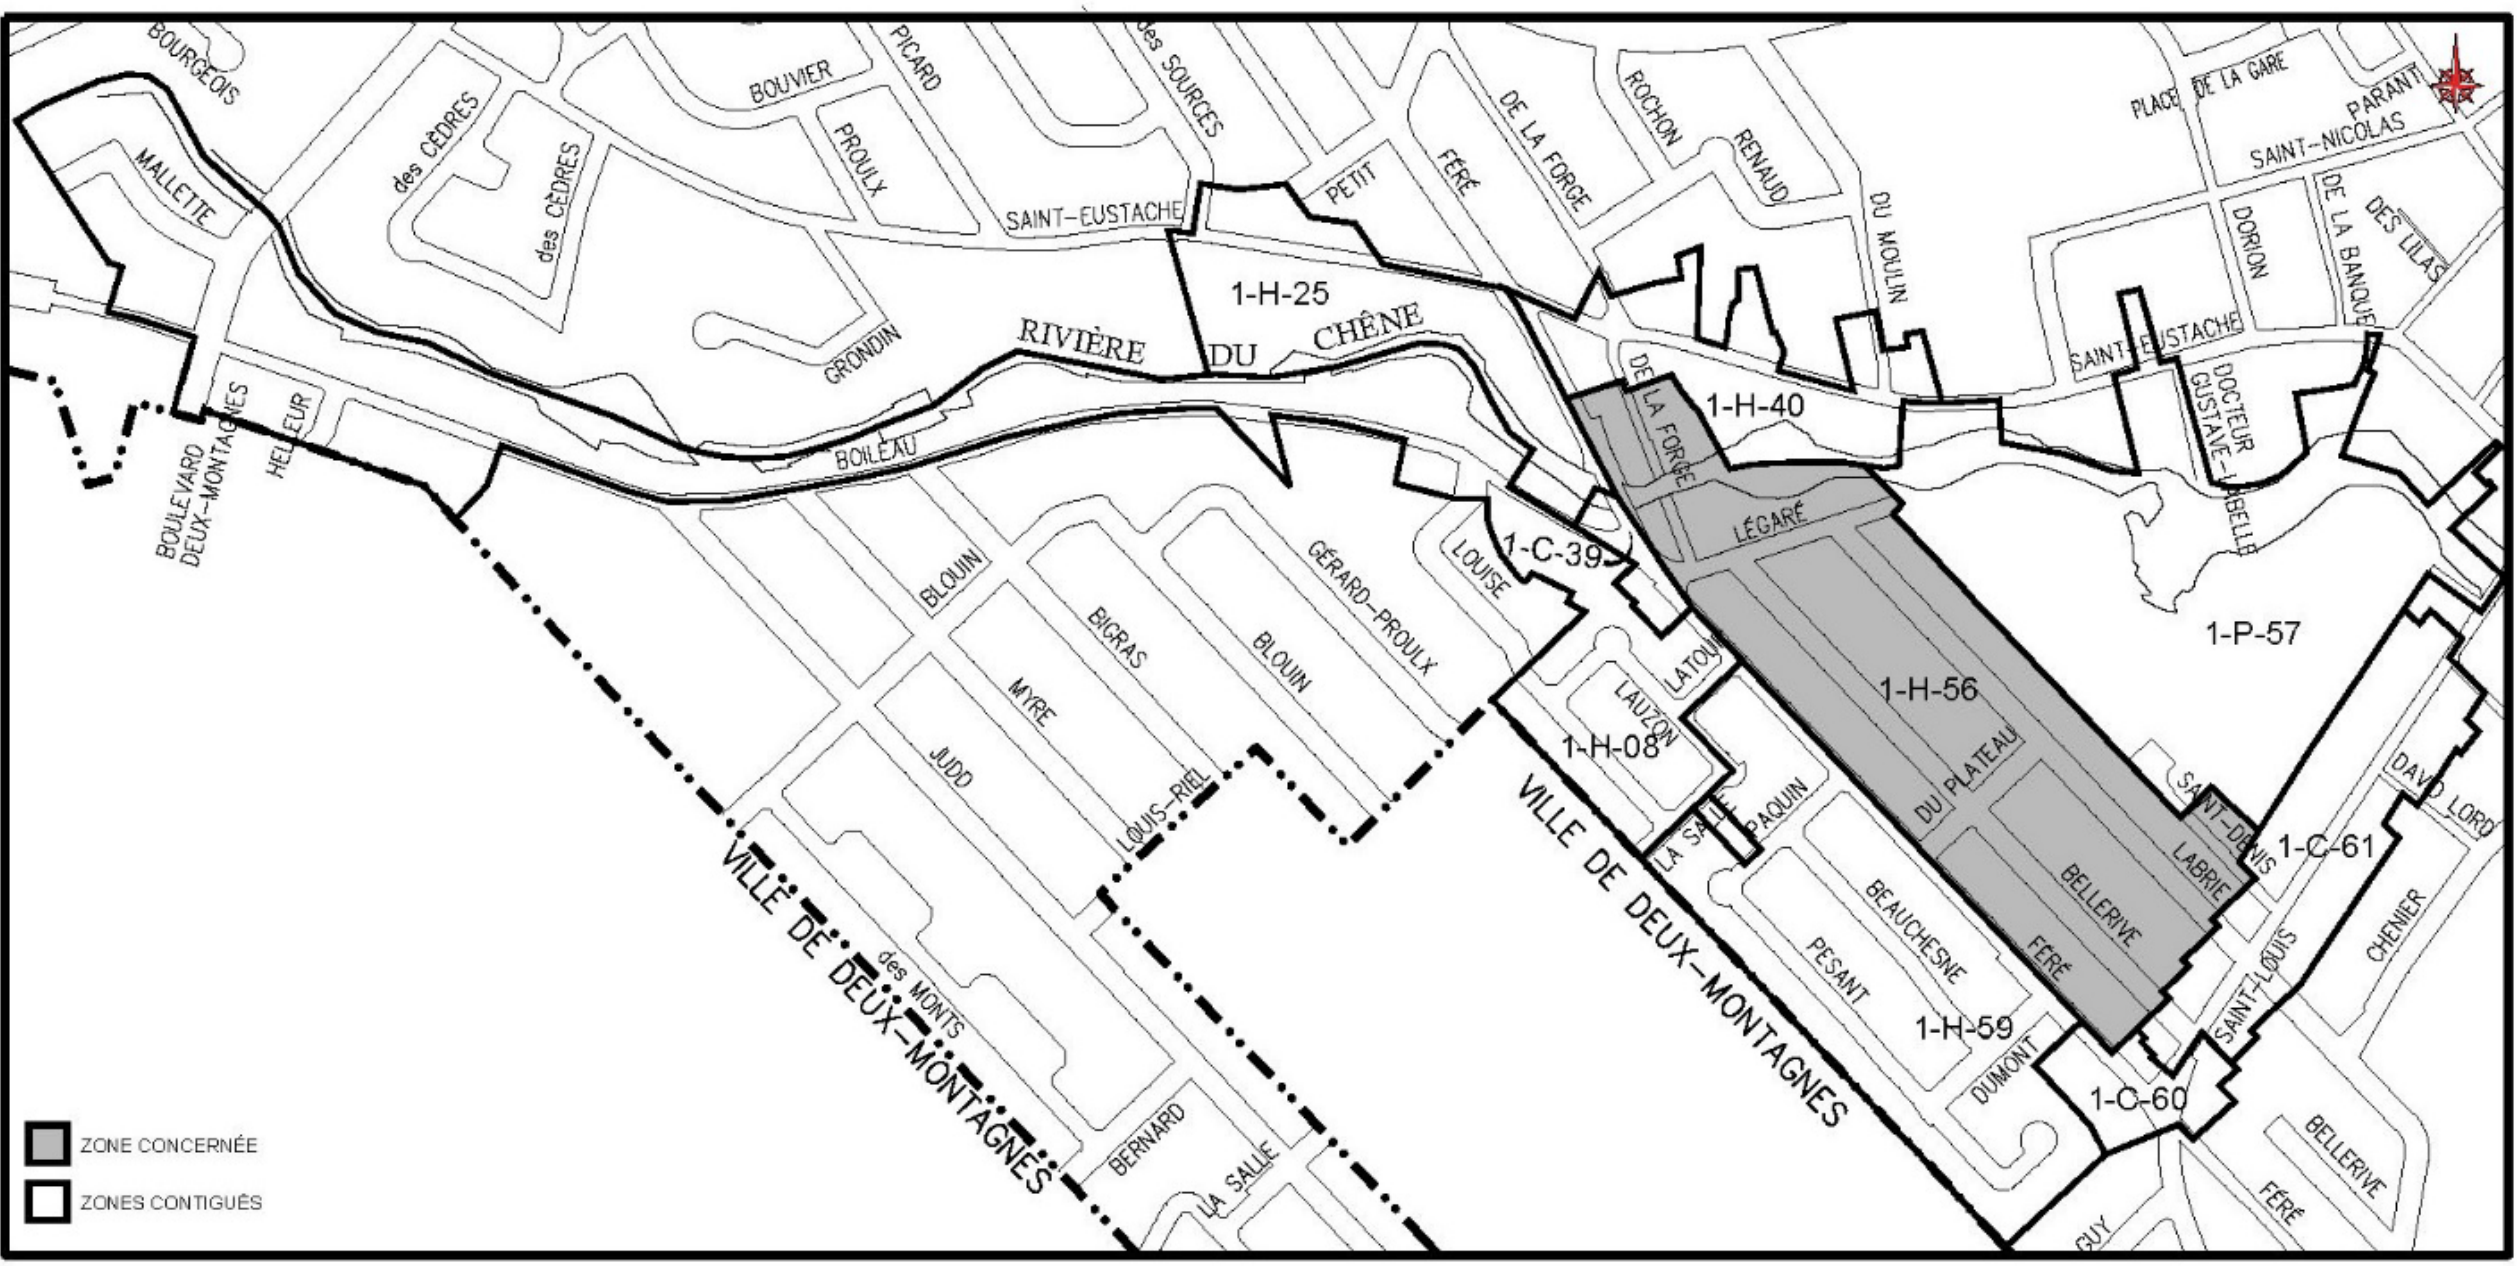 BOURGEOIS
MALLETTE
des CÈDRES
des CÈDRES
BOUVIER
PICARD
PROULX
des SOURCES
SAINT-EUSTACHE
PETIT
FÉRÉ
DE LA FORGE
ROCHON
RENAUD
DU MOULIN
PLACE DE LA GARE
PARANT
SAINT-NICOLAS
DORION
DE LA BANQUE
DES LILAS
SAINT-EUSTACHE
DOCTEUR
GUSTAVE-LABELLE
1-H-25
RIVIÈRE DU CHÊNE
GRONDIN
BOILEAU
BOULEVARD
DEUX-MONTAGNES
HELLEUR
DE LA FORGE
1-H-40
LÉGARÉ
1-C-39
LOUISE
GÉRARD-PROULX
BLOUIN
BIGRAS
BLOUIN
MYRE
JUDD
LOUIS-RIEL
LATOUR
LAUZON
1-H-08
LA SALLE
PAQUIN
1-H-56
DU PLATEAU
1-P-57
SAINT-DENIS
LABRIE
BELLERIVE
FÉRÉ
1-C-61
DAVID LORD
CHENIER
SAINT-LOUIS
BEAUCHESNE
PESANT
1-H-59
DUMONT
1-C-60
BELLERIVE
FÉRÉ
GUY
VILLE DE DEUX-MONTAGNES
VILLE DE DEUX-MONTAGNES
des MONTS
BERNARD
LA SALLE
ZONE CONCERNÉE
ZONES CONTIGUËS